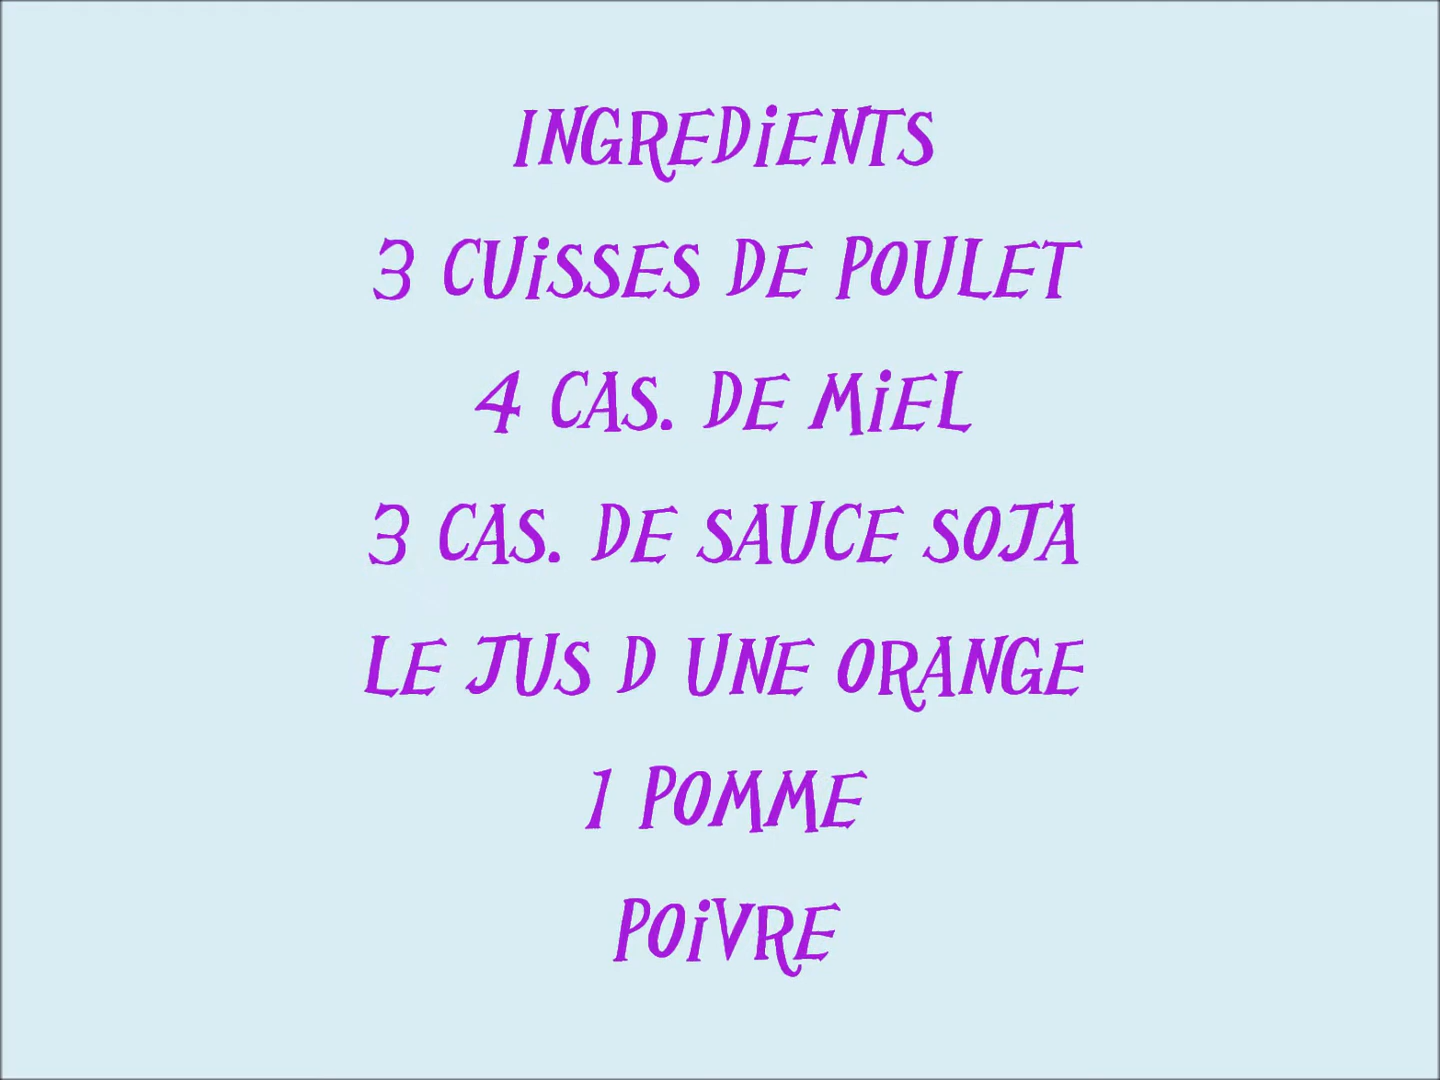 INGREDIENTS
3 CUISSES DE POULET
4 CAS. DE MIEL
3 CAS. DE SAUCE SOJA
LE JUS D UNE ORANGE
1 POMME
POIVRE